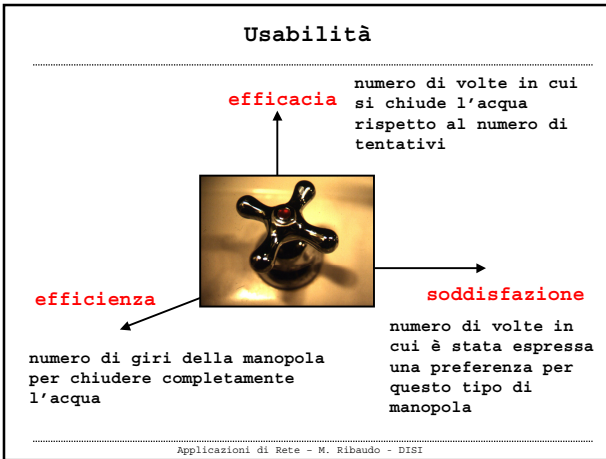 Usabilità
efficacia
numero di volte in cui
si chiude l'acqua
rispetto al numero di
tentativi
efficienza
numero di giri della manopola
per chiudere completamente
l'acqua
soddisfazione
numero di volte in
cui è stata espressa
una preferenza per
questo tipo di
manopola
Applicazioni di Rete – M. Ribaudo - DISI